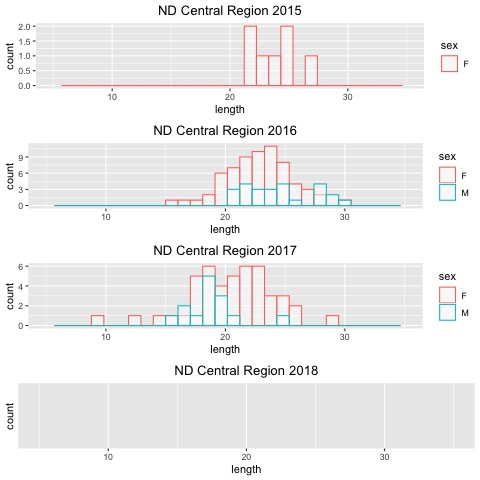 ND Central Region 2015
2.0
1.5
1.0
0.5
0.0
count
10 20 30
length
sex
F
ND Central Region 2016
9
6
3
0
count
10 20 30
length
sex
F
M
ND Central Region 2017
6
4
2
0
count
10 20 30
length
sex
F
M
ND Central Region 2018
count
10 20 30
length